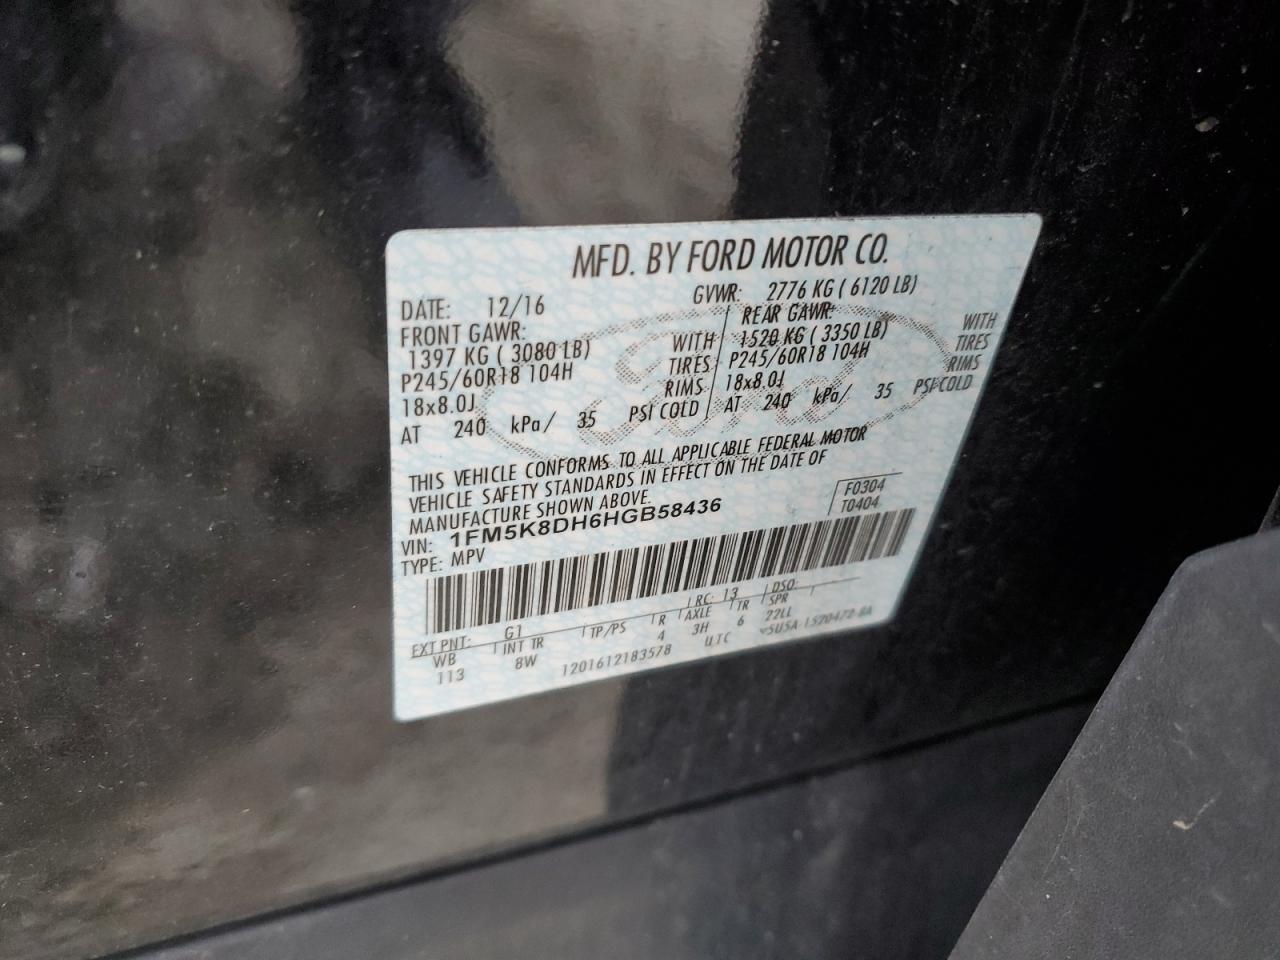 MFD. BY FORD MOTOR CO.
DATE: 12/16 GVWR: 2776 KG ( 6120 LB)
FRONT GAWR: REAR GAWR:
1397 KG ( 3080 LB) WITH 1520 KG ( 3350 LB) WITH
P245/60R18 104H TIRES P245/60R18 104H TIRES
18x8.0J RIMS 18x8.0J RIMS
AT 240 kPa/ 35 PSI COLD AT 240 kPa/ 35 PSI COLD
Ford
THIS VEHICLE CONFORMS TO ALL APPLICABLE FEDERAL MOTOR
VEHICLE SAFETY STANDARDS IN EFFECT ON THE DATE OF
MANUFACTURE SHOWN ABOVE.
VIN: 1FM5K8DH6HGB58436 F0304
TYPE: MPV T0404
EXT PNT: G1 RC: 13 DSO:
WB INT TR TP/PS R AXLE TR SPR
113 8W 4 3H 6 22LL
1201612183578 UTC 5U5A-1520472-BA